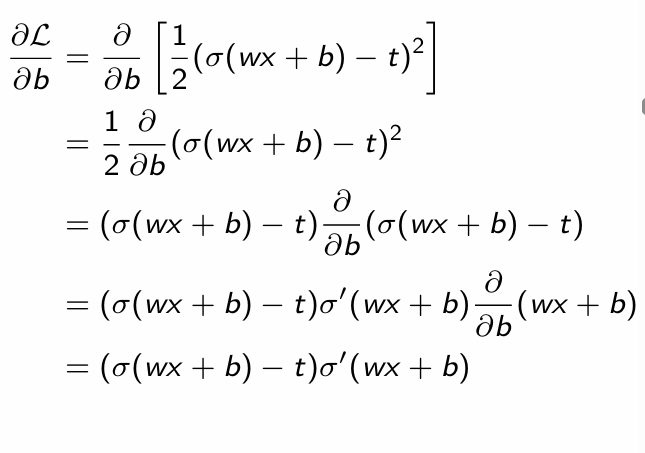 ∂ℒ/∂b = ∂/∂b [1/2(σ(wx + b) − t)²]
= 1/2 ∂/∂b (σ(wx + b) − t)²
= (σ(wx + b) − t) ∂/∂b (σ(wx + b) − t)
= (σ(wx + b) − t)σ′(wx + b) ∂/∂b (wx + b)
= (σ(wx + b) − t)σ′(wx + b)